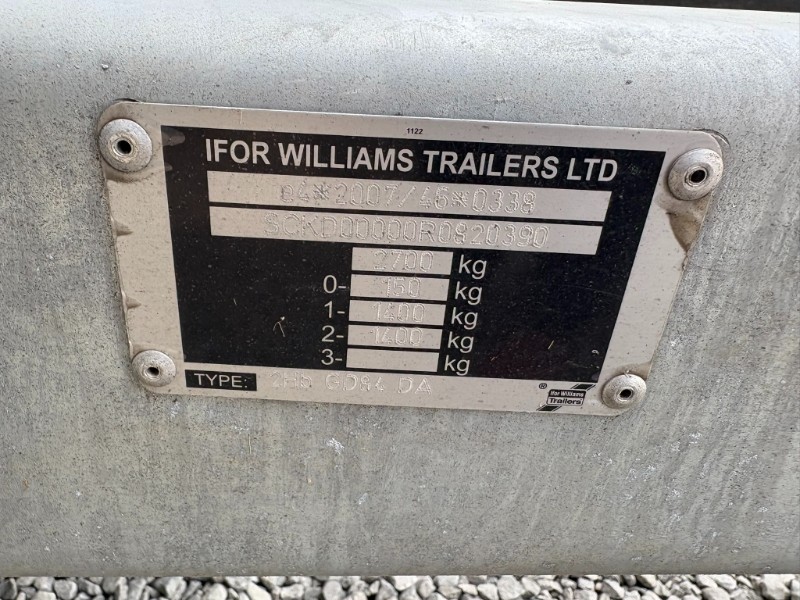 1122
IFOR WILLIAMS TRAILERS LTD
e4*2007/46*0338
SCKD00000R0820390
2700 kg
0- 150 kg
1- 1400 kg
2- 1400 kg
3- kg
TYPE: GD84 DA
® Ifor Williams
Trailers